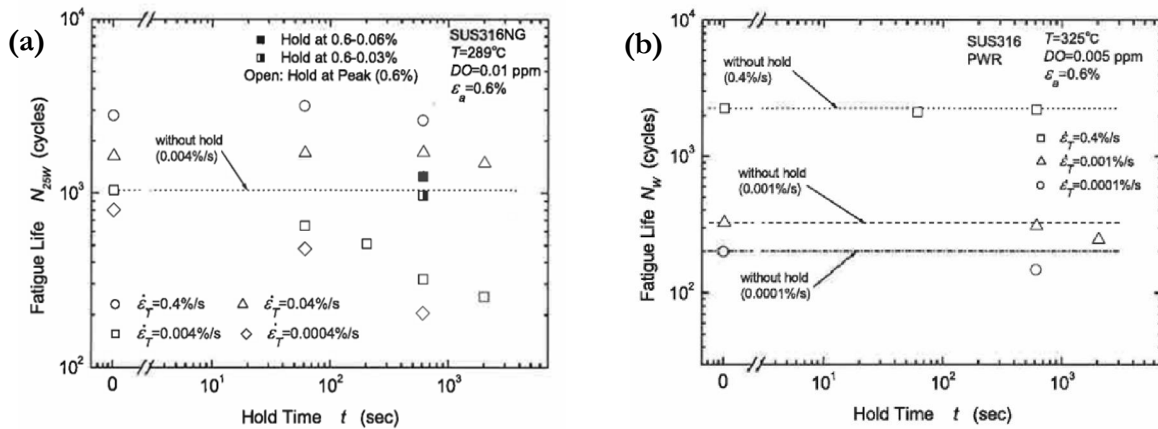 (a)
Hold at 0.6-0.06%
Hold at 0.6-0.03%
Open: Hold at Peak (0.6%)
SUS316NG
T=289°C
DO=0.01 ppm
εa=0.6%
without hold
(0.004%/s)
ε̇T=0.4%/s
ε̇T=0.04%/s
ε̇T=0.004%/s
ε̇T=0.0004%/s
Fatigue Life N25W (cycles)
10⁴
10³
10²
0
10¹
10²
10³
Hold Time t (sec)
(b)
SUS316
PWR
T=325°C
DO=0.005 ppm
εa=0.6%
without hold
(0.4%/s)
ε̇T=0.4%/s
ε̇T=0.001%/s
ε̇T=0.0001%/s
without hold
(0.001%/s)
without hold
(0.0001%/s)
Fatigue Life NW (cycles)
10⁴
10³
10²
0
10¹
10²
10³
Hold Time t (sec)